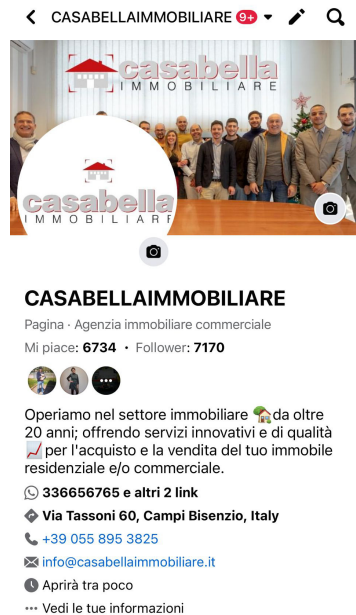 CASABELLAIMMOBILIARE 9+
casabella
IMMOBILIARE
casabella
IMMOBILIARE
CASABELLAIMMOBILIARE
Pagina · Agenzia immobiliare commerciale
Mi piace: 6734 • Follower: 7170
Operiamo nel settore immobiliare 🏡da oltre
20 anni; offrendo servizi innovativi e di qualità
📈per l'acquisto e la vendita del tuo immobile
residenziale e/o commerciale.
336656765 e altri 2 link
Via Tassoni 60, Campi Bisenzio, Italy
+39 055 895 3825
info@casabellaimmobiliare.it
Aprirà tra poco
Vedi le tue informazioni